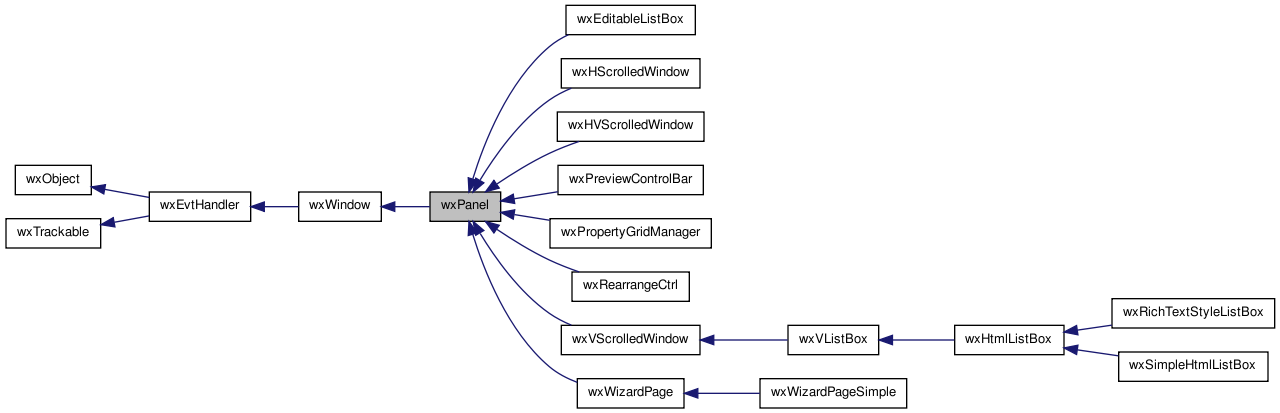 wxEditableListBox
wxHScrolledWindow
wxHVScrolledWindow
wxObject
wxPreviewControlBar
wxEvtHandler
wxWindow
wxPanel
wxTrackable
wxPropertyGridManager
wxRearrangeCtrl
wxRichTextStyleListBox
wxVScrolledWindow
wxVListBox
wxHtmlListBox
wxSimpleHtmlListBox
wxWizardPage
wxWizardPageSimple